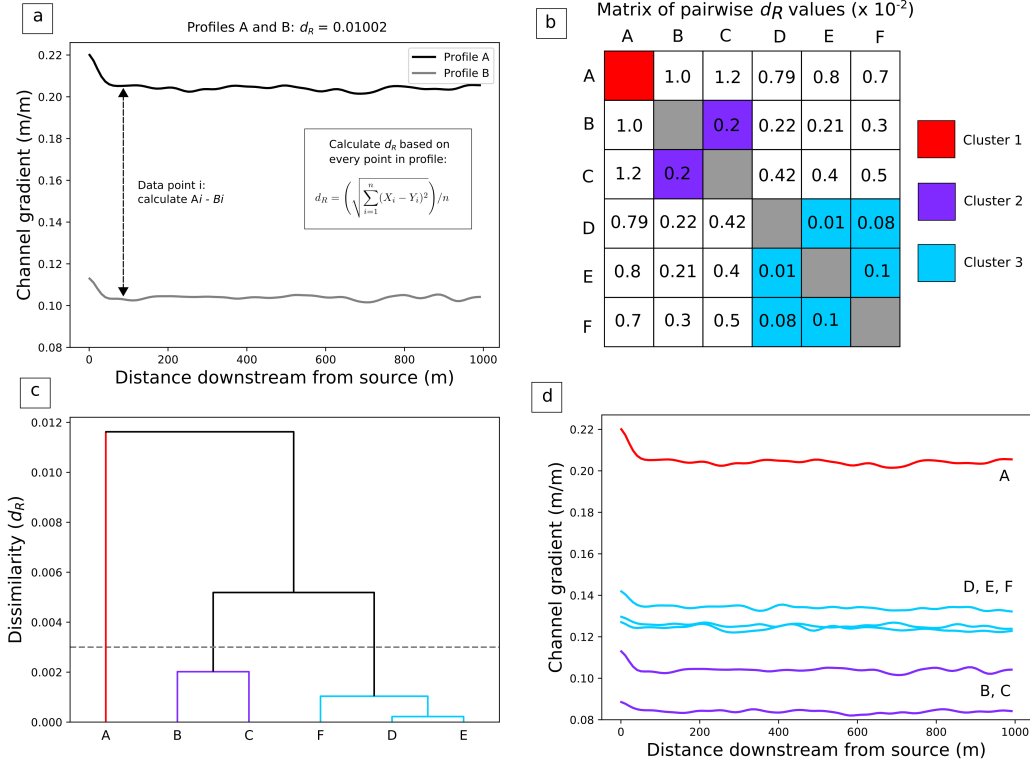 a
Profiles A and B: dR = 0.01002
Channel gradient (m/m)
0.22
0.20
0.18
0.16
0.14
0.12
0.10
0.08
Profile A
Profile B
Data point i:
calculate Ai - Bi
Calculate dR based on
every point in profile:
dR = (√∑ⁿᵢ₌₁(Xi − Yi)²)/n
0 200 400 600 800 1000
Distance downstream from source (m)
b
Matrix of pairwise dR values (x 10-2)
A B C D E F
A 1.0 1.2 0.79 0.8 0.7
B 1.0 0.2 0.22 0.21 0.3
C 1.2 0.2 0.42 0.4 0.5
D 0.79 0.22 0.42 0.01 0.08
E 0.8 0.21 0.4 0.01 0.1
F 0.7 0.3 0.5 0.08 0.1
Cluster 1
Cluster 2
Cluster 3
c
Dissimilarity (dR)
0.012
0.010
0.008
0.006
0.004
0.002
0.000
A B C F D E
d
Channel gradient (m/m)
0.22
0.20
0.16
0.14
0.12
0.10
0.08
A
D, E, F
B, C
0 200 400 600 800 1000
Distance downstream from source (m)